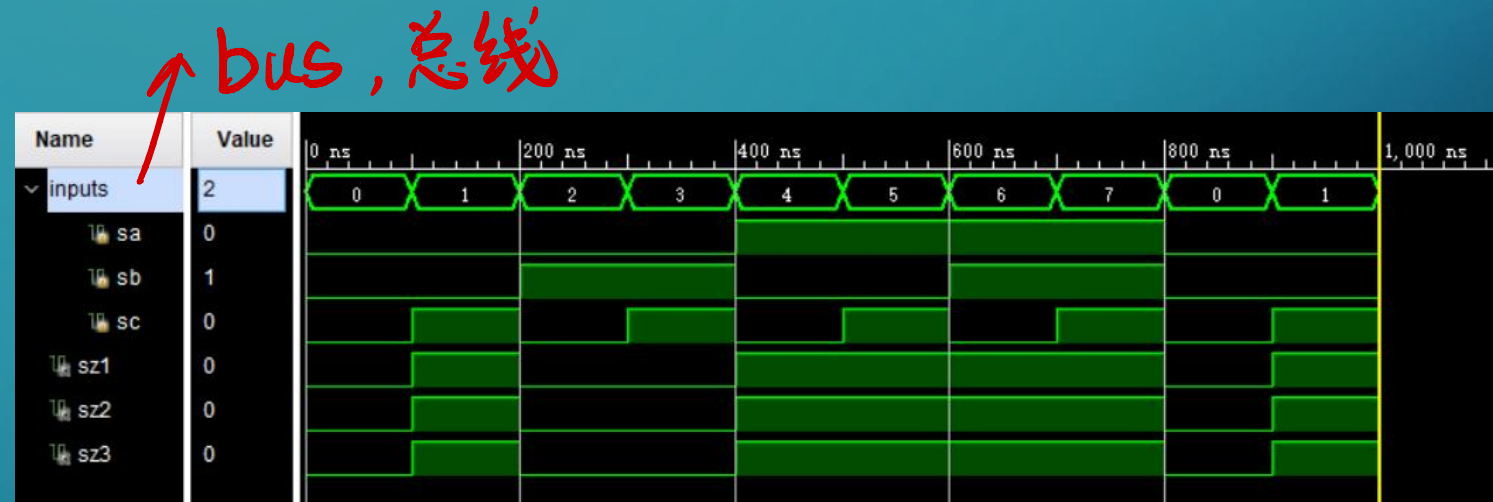 bus, 总线
Name Value 0 ns 200 ns 400 ns 600 ns 800 ns 1,000 ns
inputs 2 0 1 2 3 4 5 6 7 0 1
sa 0
sb 1
sc 0
sz1 0
sz2 0
sz3 0